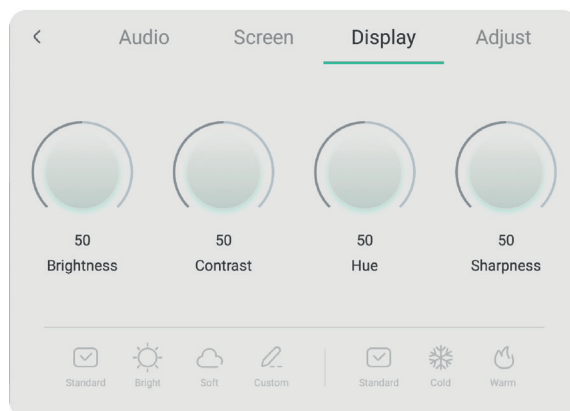 Audio Screen Display Adjust
50 50 50 50
Brightness Contrast Hue Sharpness
Standard Bright Soft Custom Standard Cold Warm